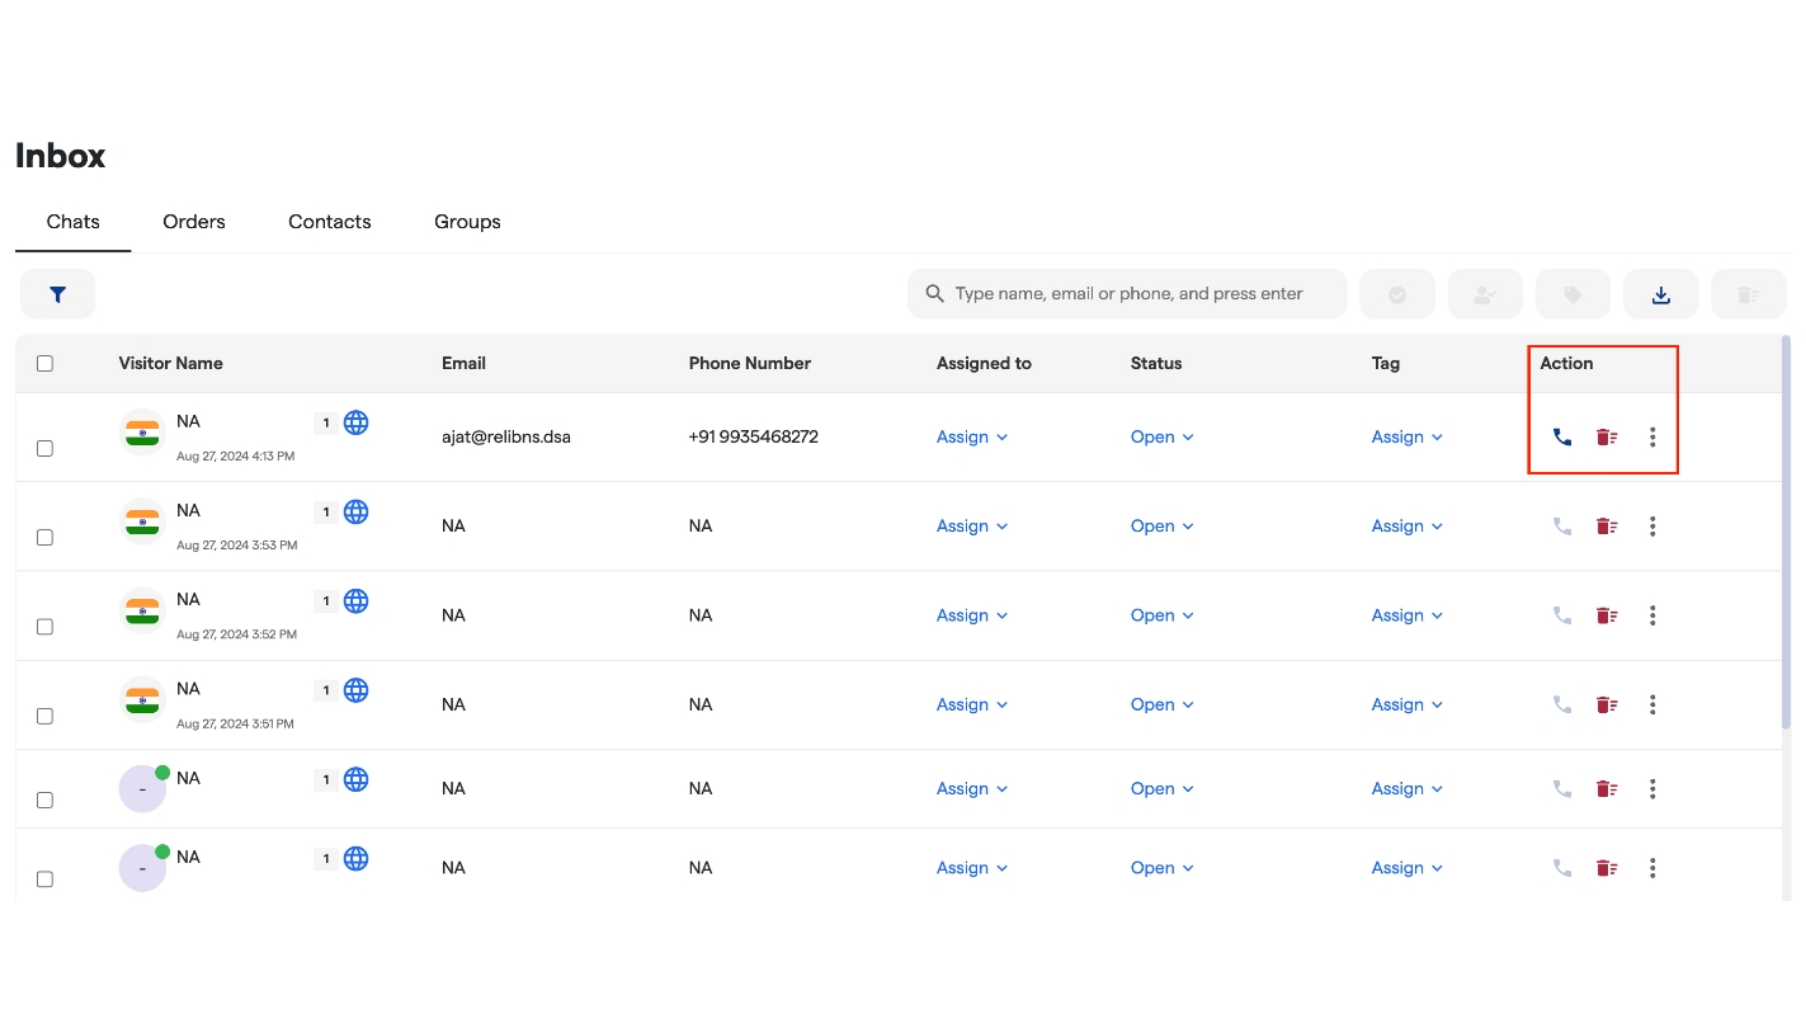 Inbox
Chats Orders Contacts Groups
Type name, email or phone, and press enter
Visitor Name Email Phone Number Assigned to Status Tag Action
NA 1 ajat@relibns.dsa +91 9935468272 Assign Open Assign
Aug 27, 2024 4:13 PM
NA 1 NA NA Assign Open Assign
Aug 27, 2024 3:53 PM
NA 1 NA NA Assign Open Assign
Aug 27, 2024 3:52 PM
NA 1 NA NA Assign Open Assign
Aug 27, 2024 3:51 PM
- NA 1 NA NA Assign Open Assign
- NA 1 NA NA Assign Open Assign